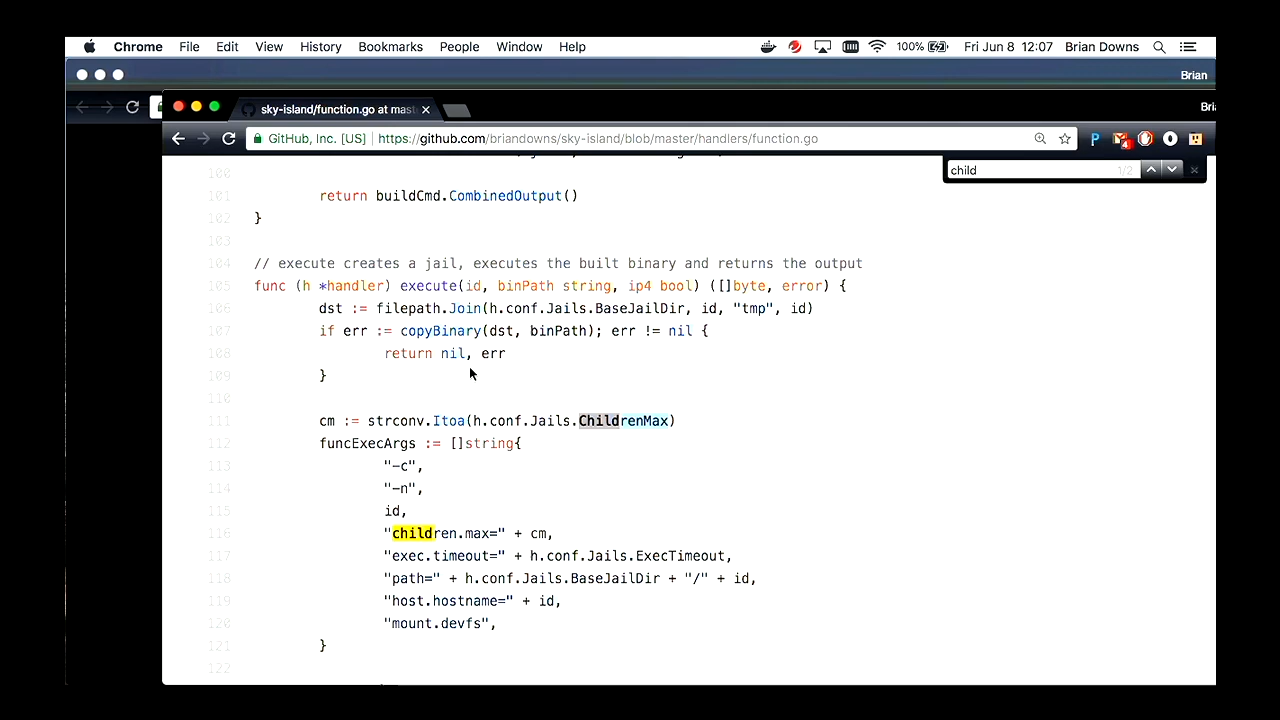 Chrome File Edit View History Bookmarks People Window Help 100% Fri Jun 8 12:07 Brian Downs
Brian
sky-island/function.go at mast
GitHub, Inc. [US] https://github.com/briandowns/sky-island/blob/master/handlers/function.go
child 1/2
100
101 return buildCmd.CombinedOutput()
102 }
103
104 // execute creates a jail, executes the built binary and returns the output
105 func (h *handler) execute(id, binPath string, ip4 bool) ([]byte, error) {
106 dst := filepath.Join(h.conf.Jails.BaseJailDir, id, "tmp", id)
107 if err := copyBinary(dst, binPath); err != nil {
108 return nil, err
109 }
110
111 cm := strconv.Itoa(h.conf.Jails.ChildrenMax)
112 funcExecArgs := []string{
113 "-c",
114 "-n",
115 id,
116 "children.max=" + cm,
117 "exec.timeout=" + h.conf.Jails.ExecTimeout,
118 "path=" + h.conf.Jails.BaseJailDir + "/" + id,
119 "host.hostname=" + id,
120 "mount.devfs",
121 }
122